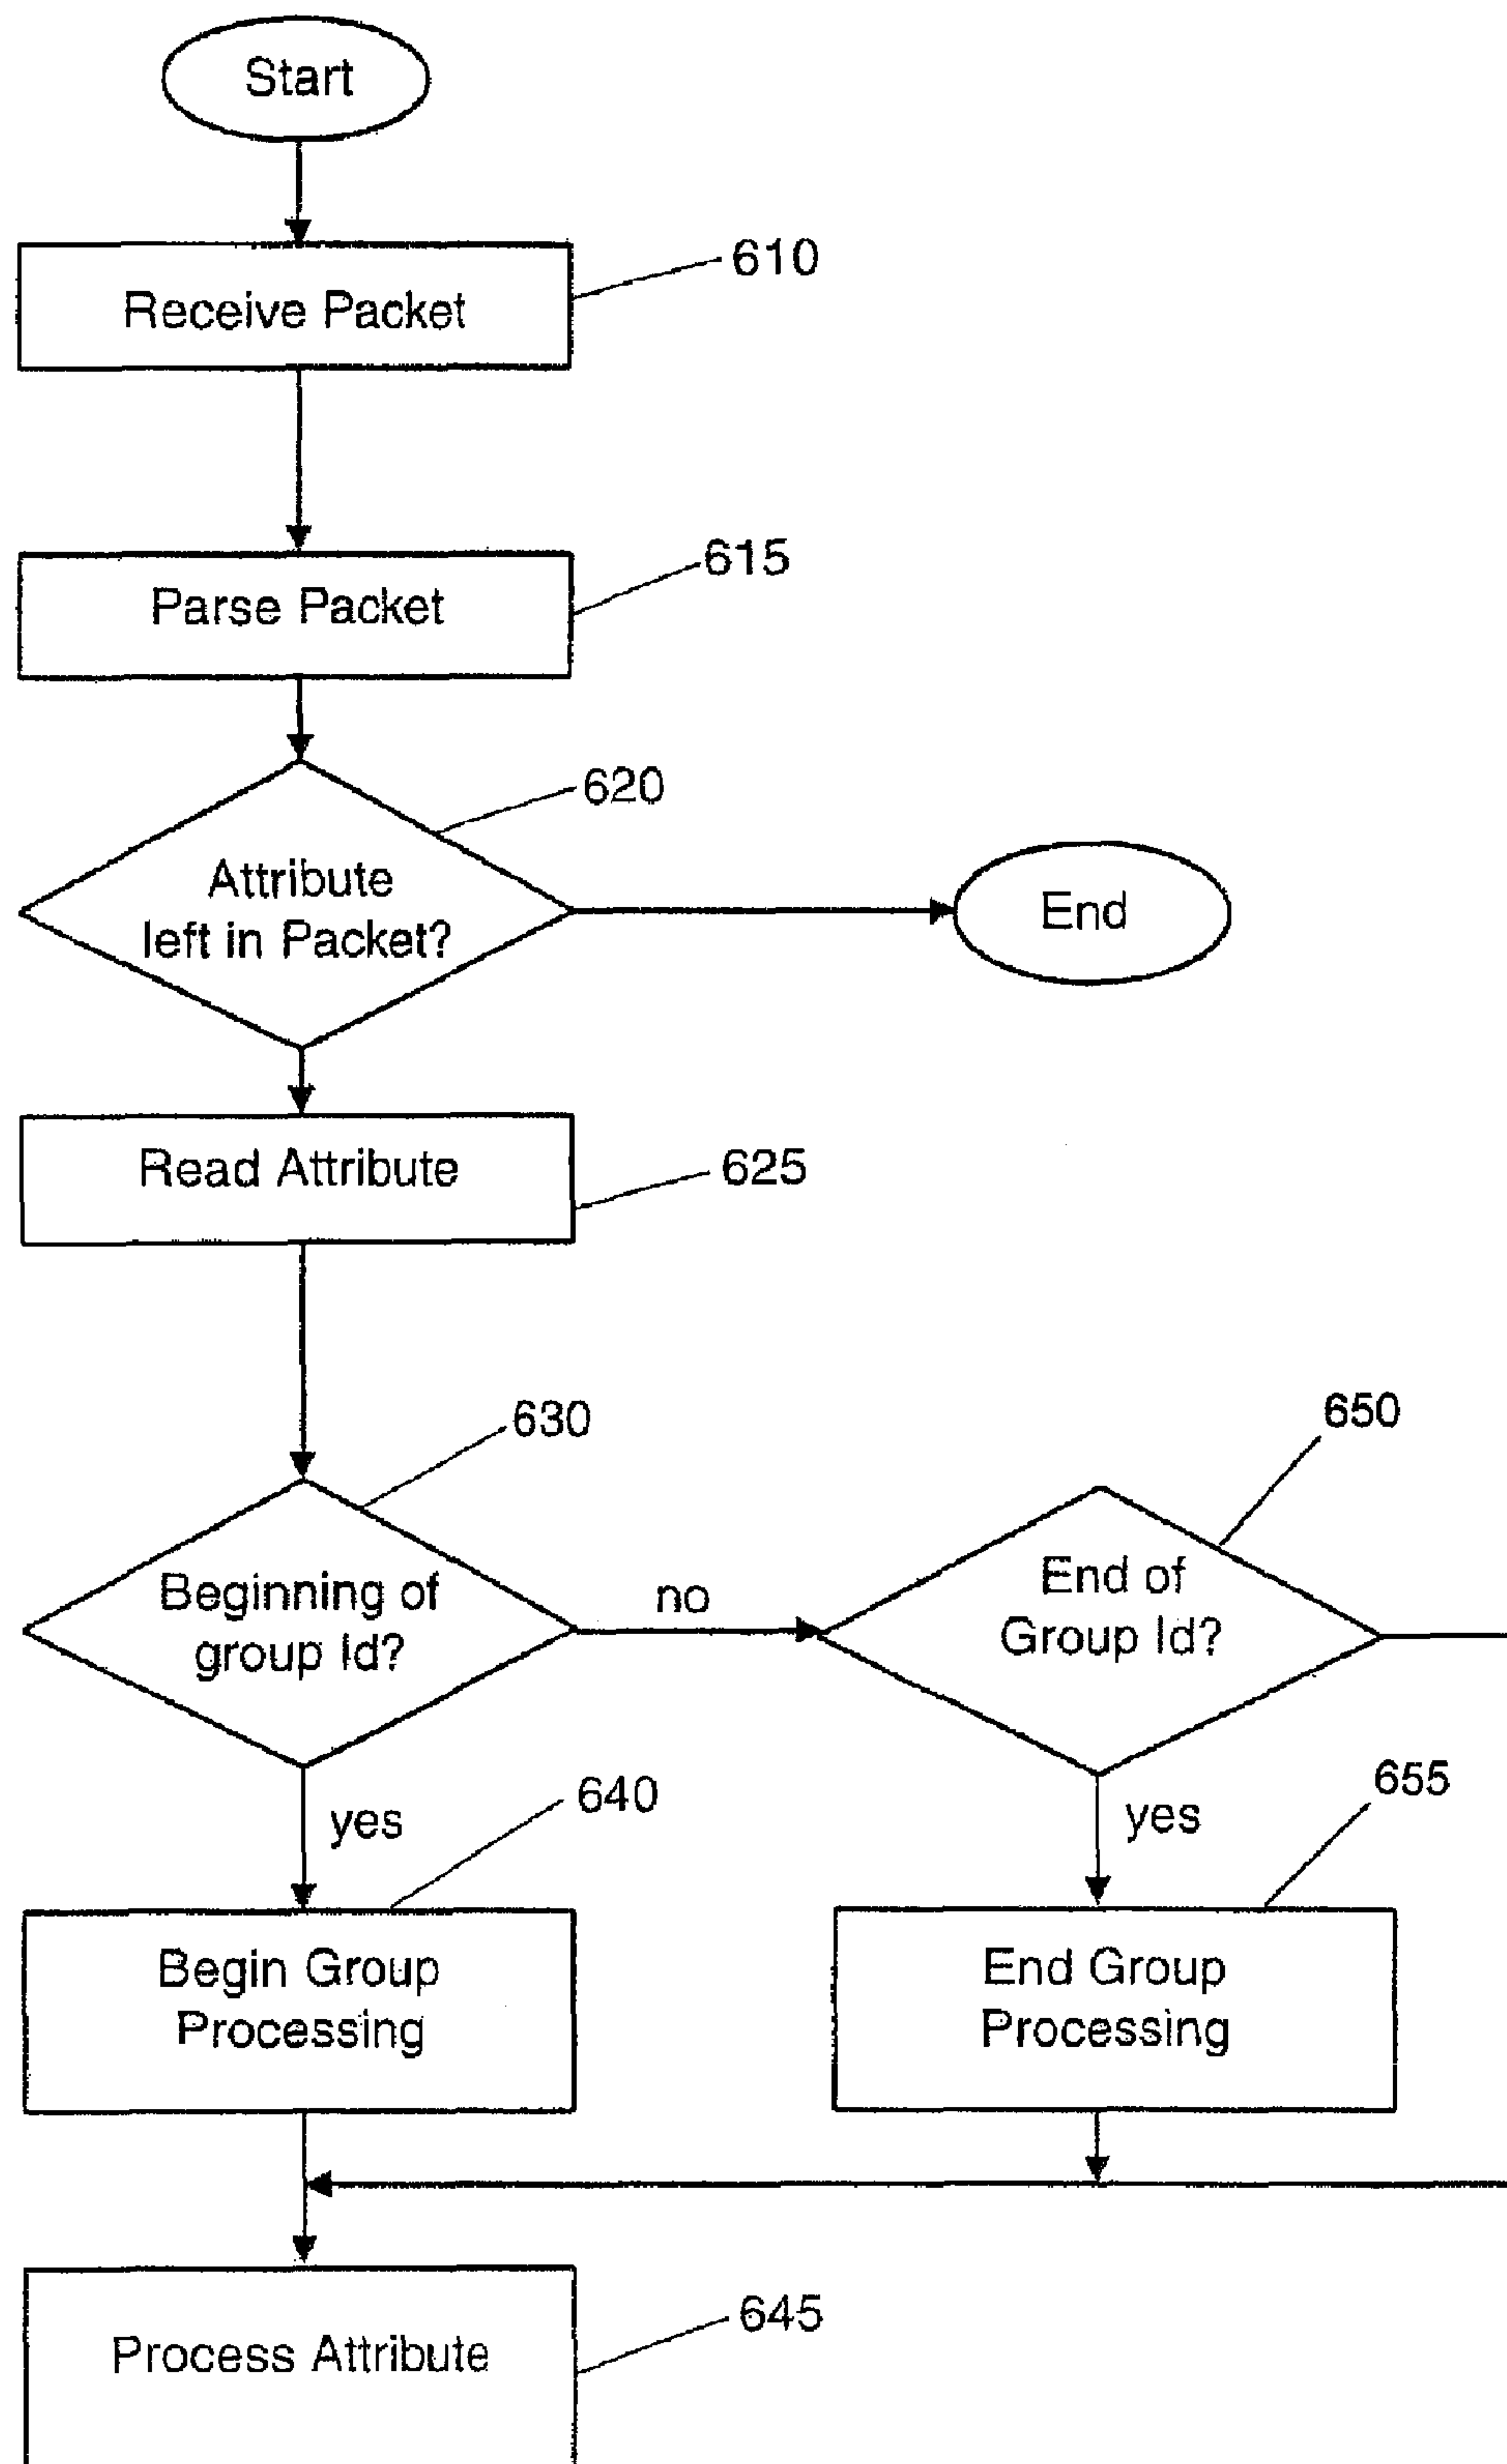 Start
610
Receive Packet
615
Parse Packet
620
Attribute
left in Packet?
End
Read Attribute
625
630
650
Beginning of
group Id?
no
End of
Group Id?
yes
640
yes
655
Begin Group
Processing
End Group
Processing
645
Process Attribute